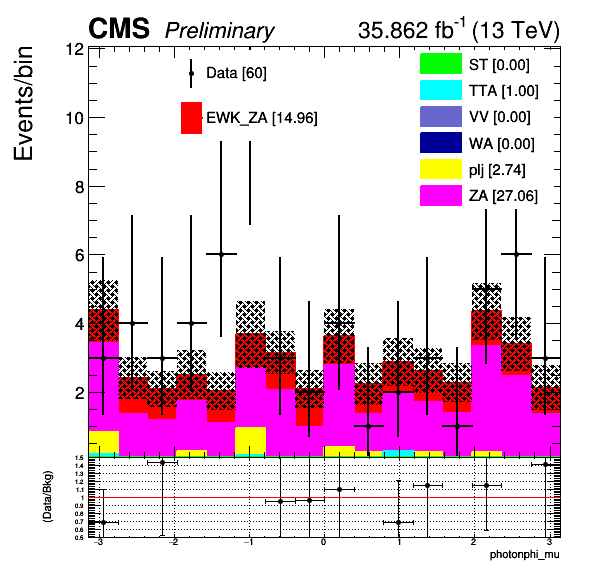 CMS Preliminary 35.862 fb⁻¹ (13 TeV)
Events/bin
12
10
8
6
4
2
Data [60]
EWK_ZA [14.96]
ST [0.00]
TTA [1.00]
VV [0.00]
WA [0.00]
plj [2.74]
ZA [27.06]
(Data/Bkg)
1.5
1.4
1.3
1.2
1.1
1
0.9
0.8
0.7
0.6
0.5
−3 −2 −1 0 1 2 3
photonphi_mu